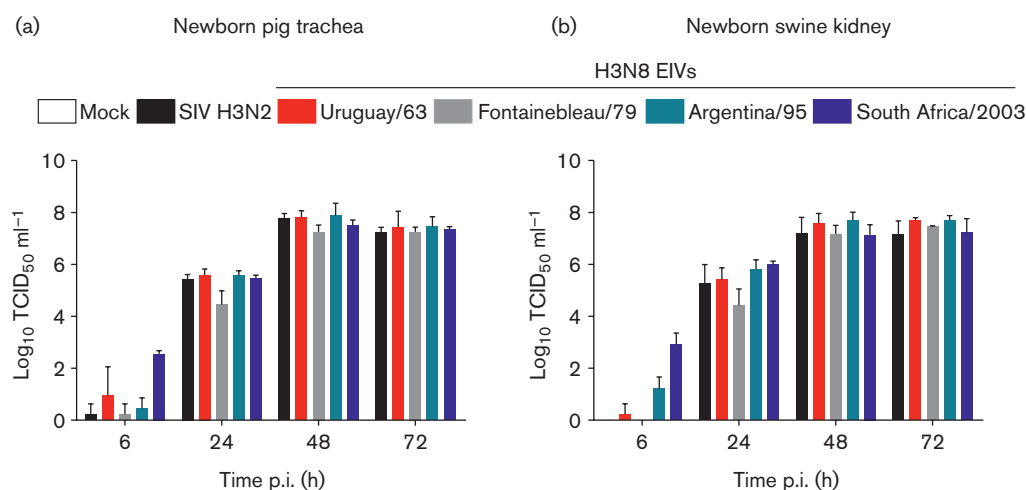 (a) Newborn pig trachea (b) Newborn swine kidney
H3N8 EIVs
Mock SIV H3N2 Uruguay/63 Fontainebleau/79 Argentina/95 South Africa/2003
Log₁₀ TCID₅₀ ml⁻¹
10
8
6
4
2
0
6 24 48 72
Time p.i. (h)
Log₁₀ TCID₅₀ ml⁻¹
10
8
6
4
2
0
6 24 48 72
Time p.i. (h)